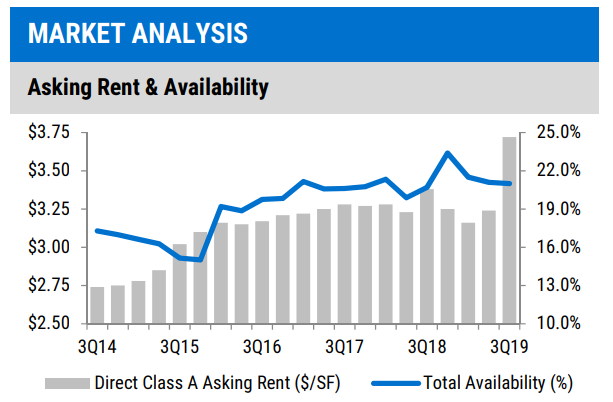 MARKET ANALYSIS
Asking Rent & Availability
$3.75 25.0%
$3.50 22.0%
$3.25 19.0%
$3.00 16.0%
$2.75 13.0%
$2.50 10.0%
3Q14 3Q15 3Q16 3Q17 3Q18 3Q19
Direct Class A Asking Rent ($/SF) Total Availability (%)